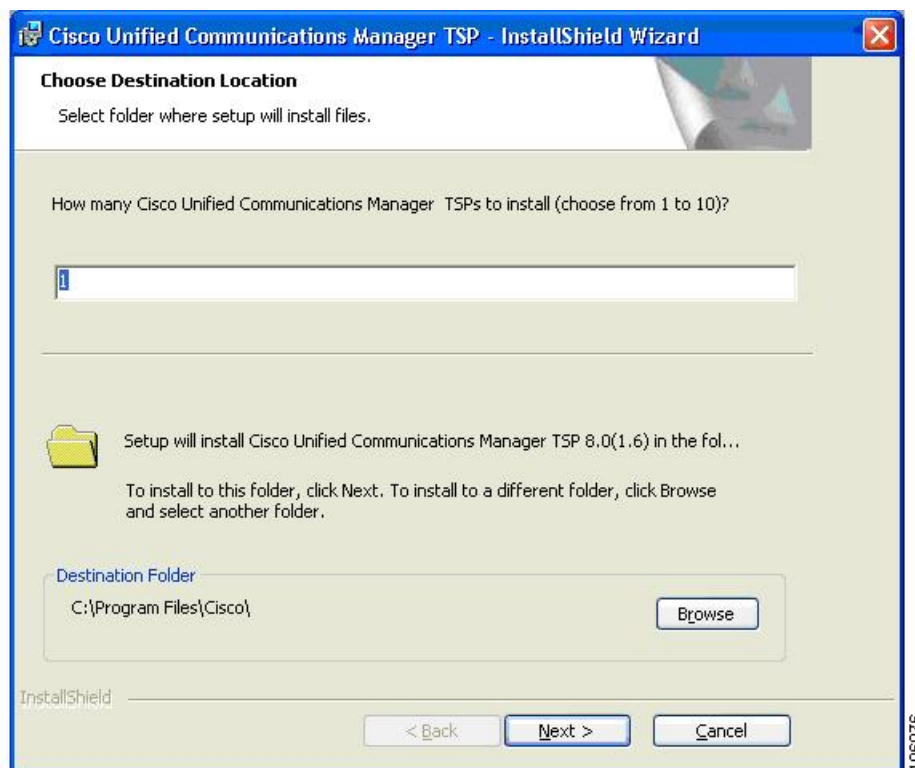 Cisco Unified Communications Manager TSP - InstallShield Wizard
Choose Destination Location
Select folder where setup will install files.
How many Cisco Unified Communications Manager TSPs to install (choose from 1 to 10)?
1
Setup will install Cisco Unified Communications Manager TSP 8.0(1.6) in the fol...
To install to this folder, click Next. To install to a different folder, click Browse
and select another folder.
Destination Folder
C:\Program Files\Cisco\
Browse
InstallShield
< Back
Next >
Cancel